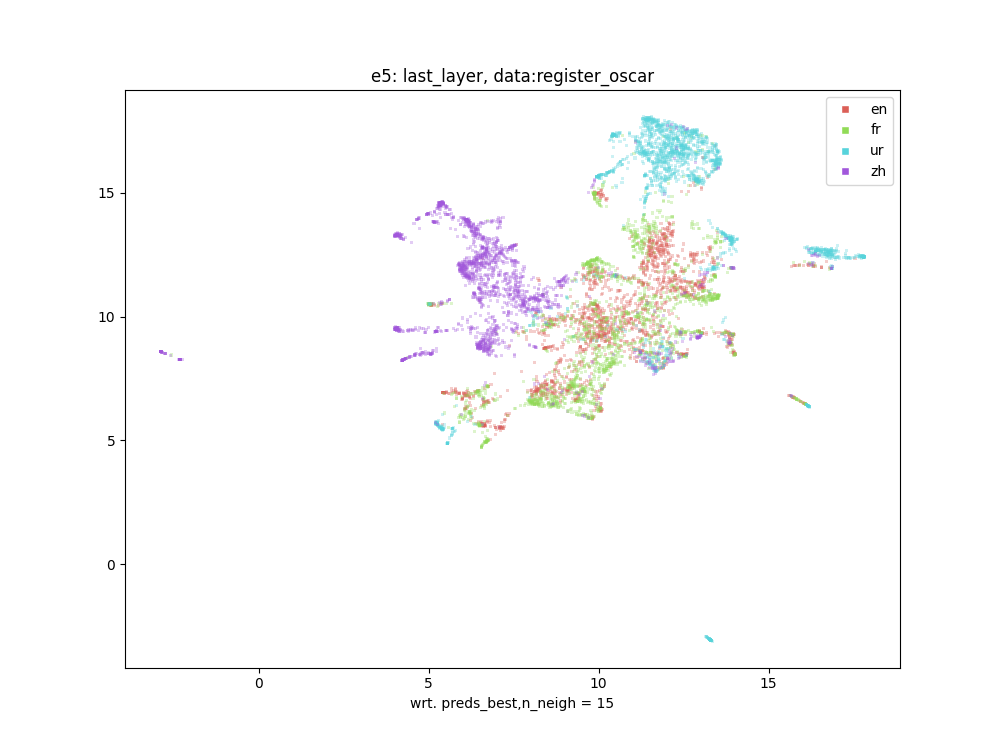 e5: last_layer, data:register_oscar
en
fr
ur
zh
15
10
5
0
0
5
10
15
wrt. preds_best,n_neigh = 15